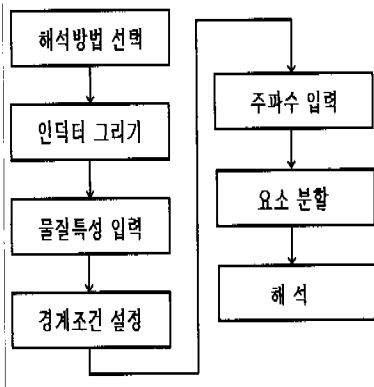 해석방법 선택
인덕터 그리기
물질특성 입력
경계조건 설정
주파수 입력
요소 분할
해 석